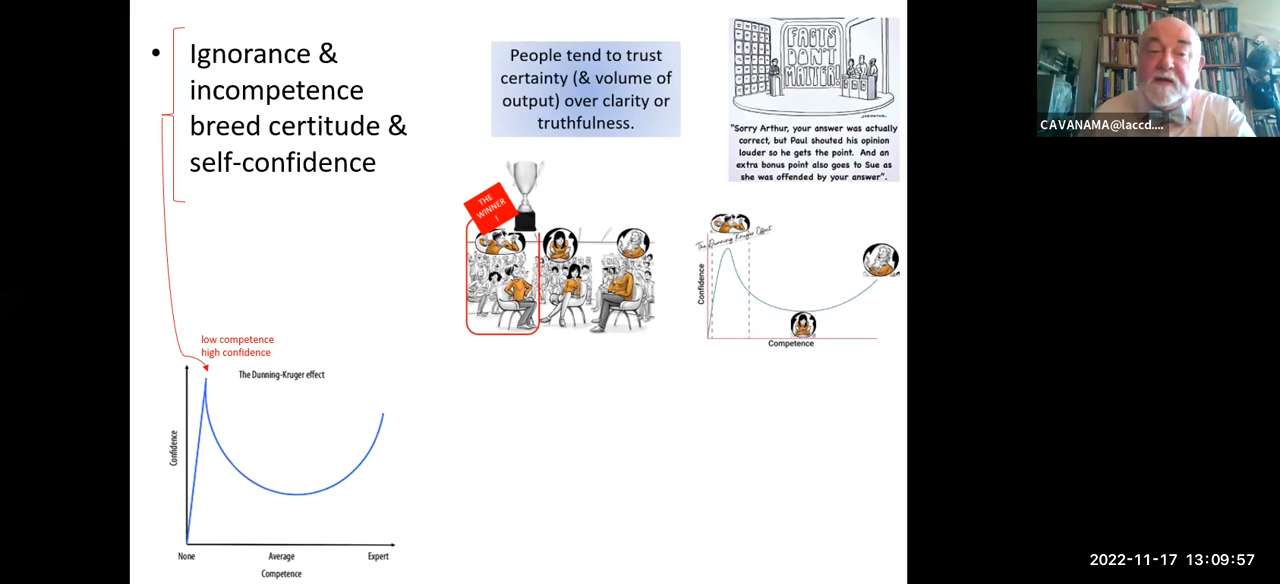 • Ignorance &
incompetence
breed certitude &
self-confidence
People tend to trust
certainty (& volume of
output) over clarity or
truthfulness.
FACTS
DON'T
MATTER!
"Sorry Arthur, your answer was actually
correct, but Paul shouted his opinion
louder so he gets the point. And an
extra bonus point also goes to Sue as
she was offended by your answer".
CAVANAMA@laccd....
THE
WINNER
!
The Dunning-Kruger Effect
Confidence
Competence
low competence
high confidence
The Dunning-Kruger effect
Confidence
None
Average
Expert
Competence
2022-11-17 13:09:57